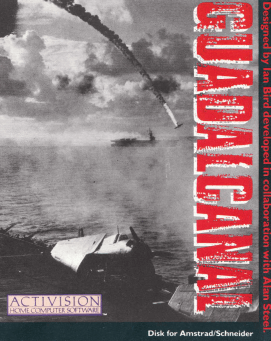 GUADALCANAL
Designed by Ian Bird developed in collaboration with Alan Steel.
ACTIVISION
HOME COMPUTER SOFTWARE
Disk for Amstrad/Schneider